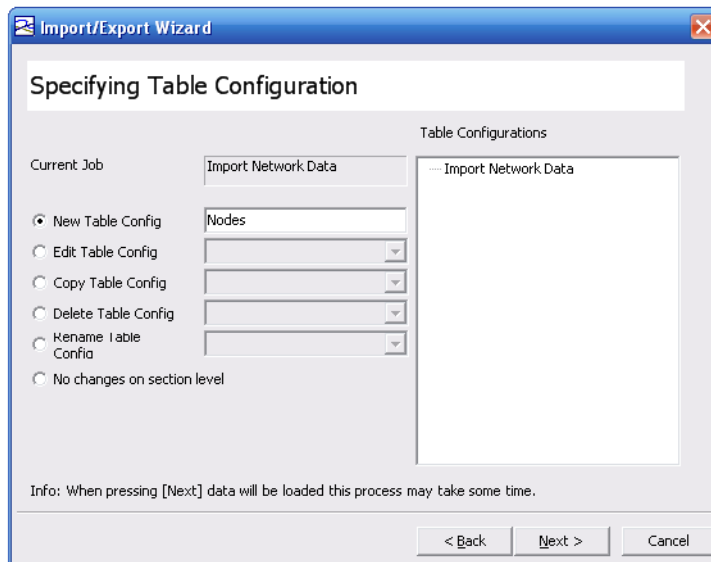 Import/Export Wizard
Specifying Table Configuration
Table Configurations
Current Job
Import Network Data
Import Network Data
New Table Config
Nodes
Edit Table Config
Copy Table Config
Delete Table Config
Rename Table
Config
No changes on section level
Info: When pressing [Next] data will be loaded this process may take some time.
< Back
Next >
Cancel